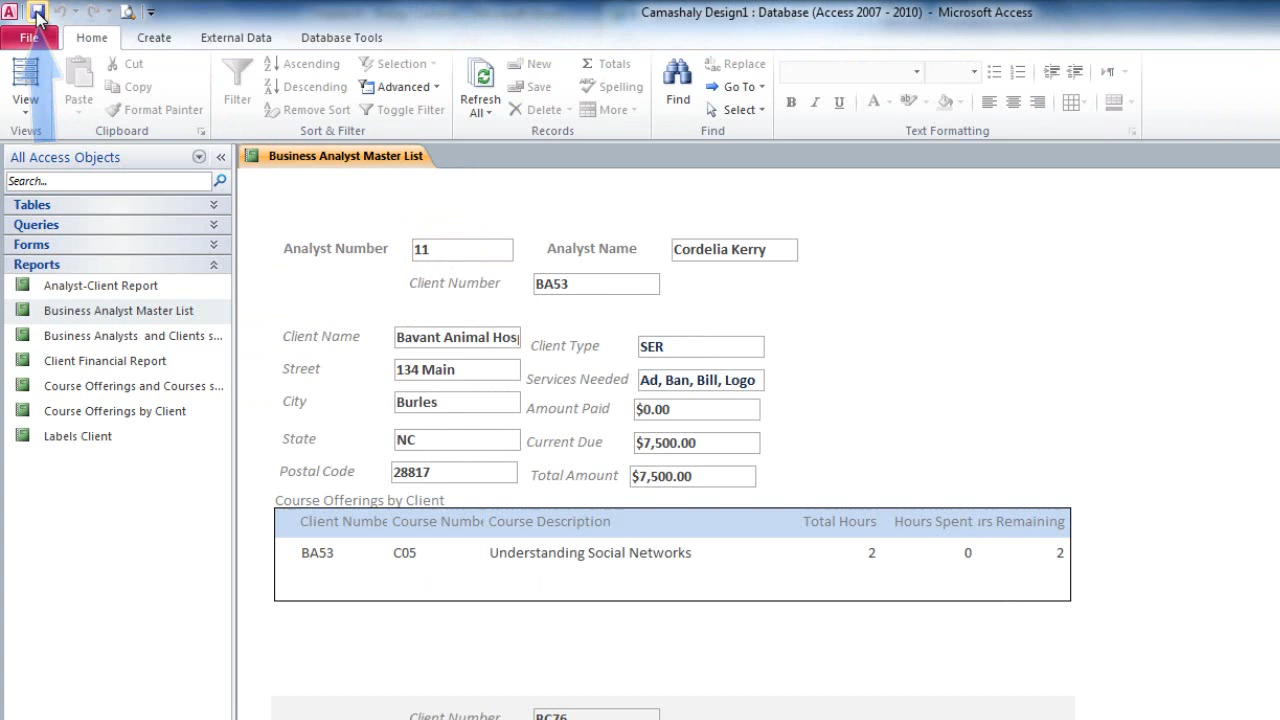 Camashaly Design1 : Database (Access 2007 - 2010) - Microsoft Access
File Home Create External Data Database Tools
View
Views
Paste
Cut
Copy
Format Painter
Clipboard
Filter
Ascending
Descending
Remove Sort
Selection
Advanced
Toggle Filter
Sort & Filter
Refresh
All
New
Save
Delete
Totals
Spelling
More
Records
Find
Replace
Go To
Select
Find
B I U A ab
Text Formatting
All Access Objects
Search...
Tables
Queries
Forms
Reports
Analyst-Client Report
Business Analyst Master List
Business Analysts and Clients s...
Client Financial Report
Course Offerings and Courses s...
Course Offerings by Client
Labels Client
Business Analyst Master List
Analyst Number 11 Analyst Name Cordelia Kerry
Client Number BA53
Client Name Bavant Animal Hosp
Client Type SER
Street 134 Main
Services Needed Ad, Ban, Bill, Logo
City Burles
Amount Paid $0.00
State NC
Current Due $7,500.00
Postal Code 28817
Total Amount $7,500.00
Course Offerings by Client
Client Numbe Course Numbe Course Description Total Hours Hours Spent urs Remaining
BA53 C05 Understanding Social Networks 2 0 2
Client Number BC76